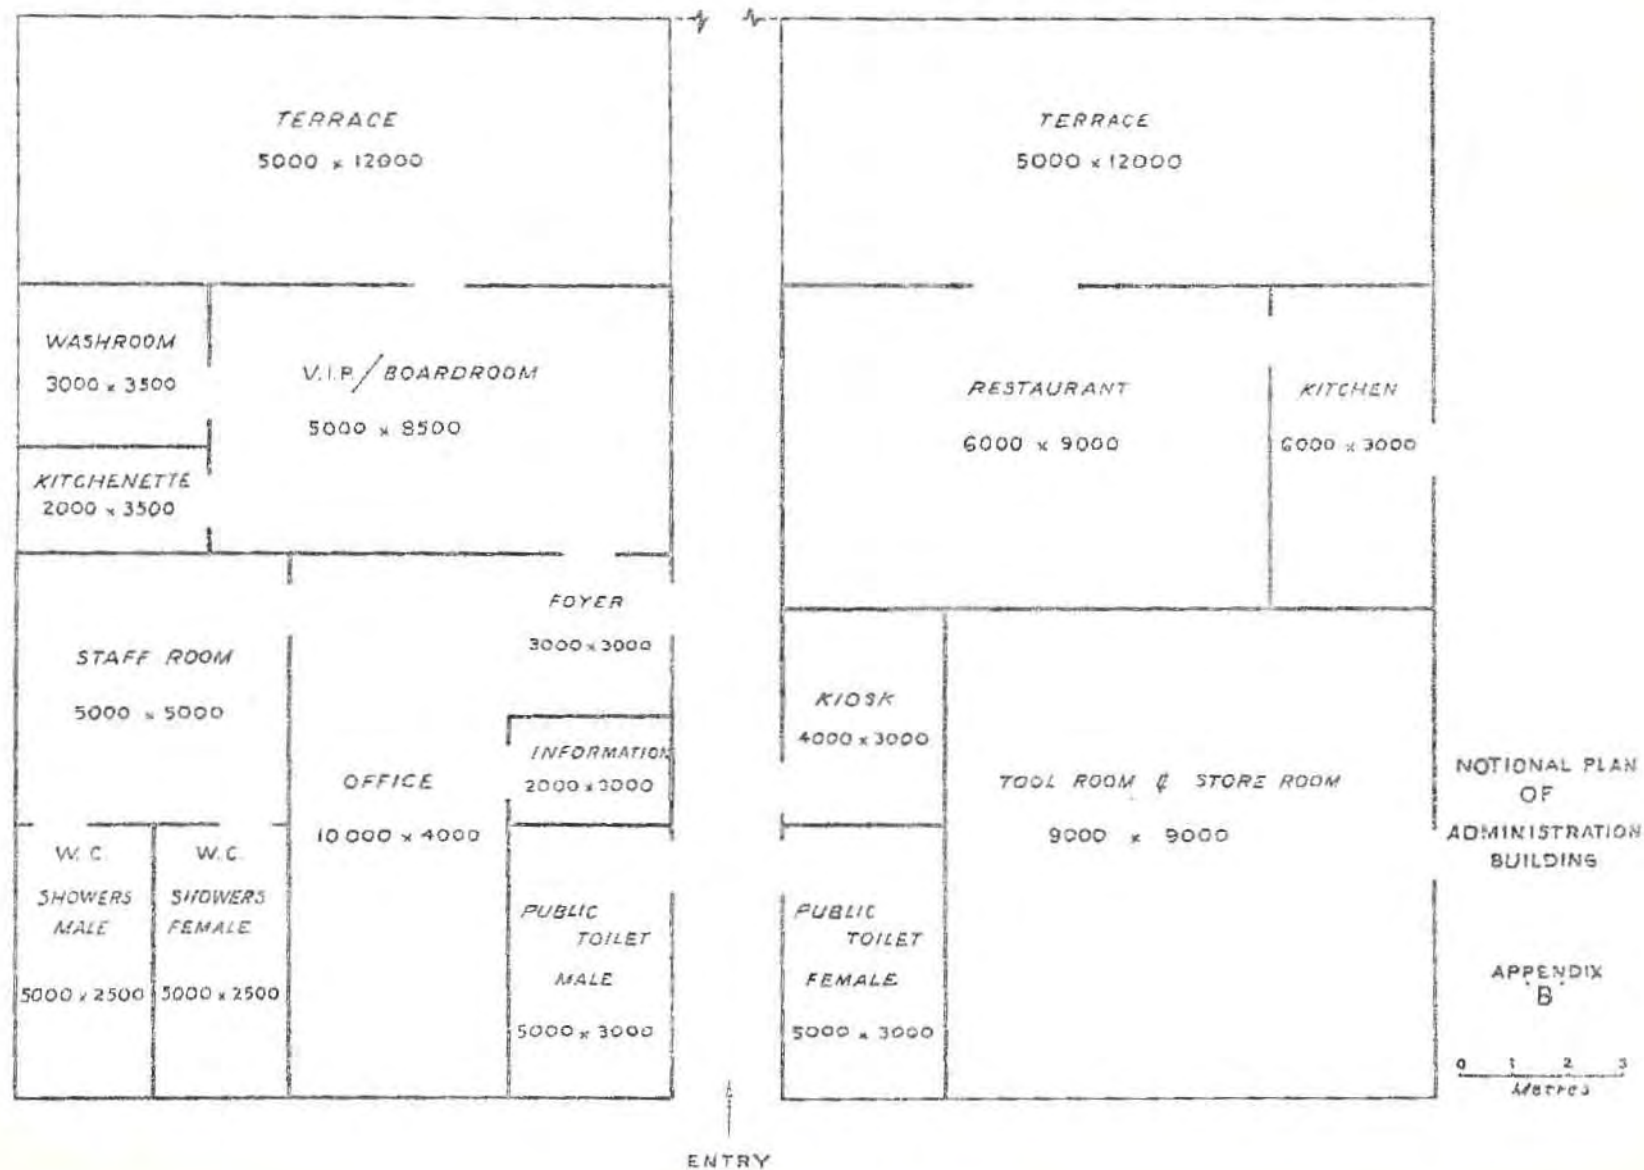 TERRACE
5000 x 12000
TERRACE
5000 x 12000
WASHROOM
3000 x 3500
V.I.P./BOARDROOM
5000 x 8500
KITCHENETTE
2000 x 3500
RESTAURANT
6000 x 9000
KITCHEN
6000 x 3000
FOYER
3000 x 3000
STAFF ROOM
5000 x 5000
INFORMATION
2000 x 3000
OFFICE
10000 x 4000
W.C.
SHOWERS
MALE
5000 x 2500
W.C.
SHOWERS
FEMALE
5000 x 2500
PUBLIC
TOILET
MALE
5000 x 3000
KIOSK
4000 x 3000
TOOL ROOM & STORE ROOM
9000 x 9000
PUBLIC
TOILET
FEMALE
5000 x 3000
NOTIONAL PLAN
OF
ADMINISTRATION
BUILDING
APPENDIX
'B'
0 1 2 3
Metres
ENTRY